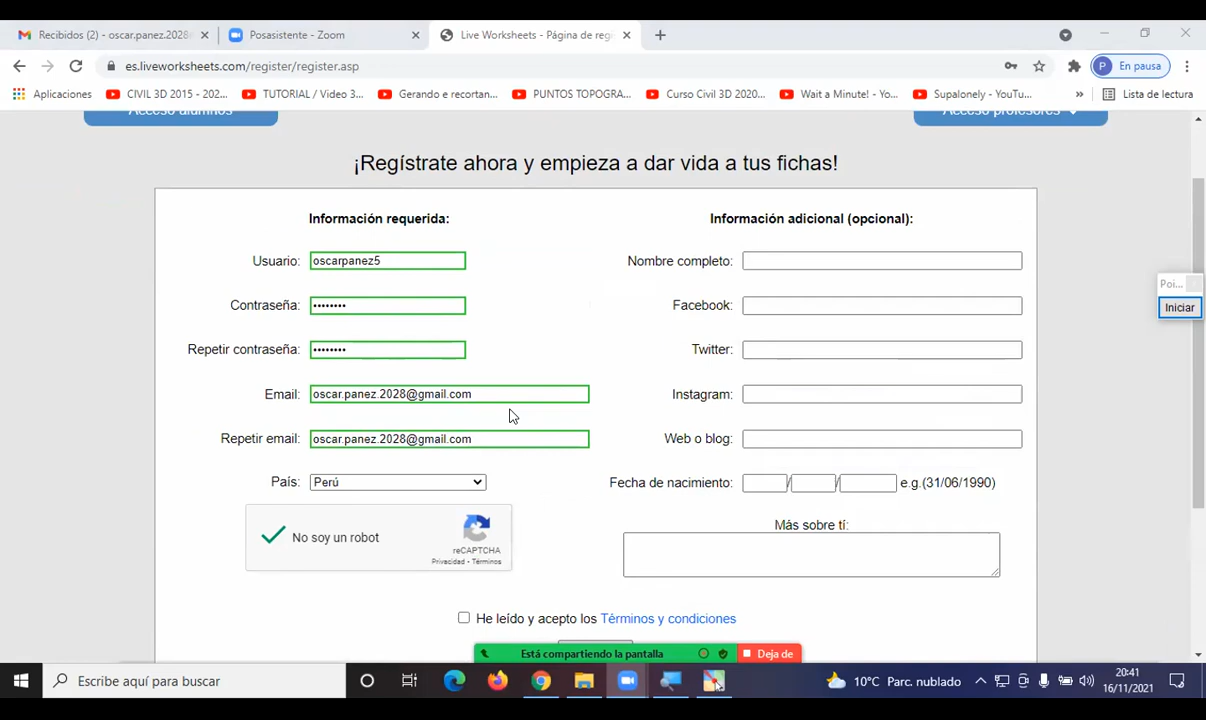 Recibidos (2) - oscar.panez.2028
Posasistente - Zoom
Live Worksheets - Página de reg
es.liveworksheets.com/register/register.asp
En pausa
Aplicaciones
CIVIL 3D 2015 - 202...
TUTORIAL / Video 3...
Gerando e recortan...
PUNTOS TOPOGRA...
Curso Civil 3D 2020...
Wait a Minute! - Yo...
Supalonely - YouTu...
Lista de lectura
Acceso alumnos
Acceso profesores
¡Regístrate ahora y empieza a dar vida a tus fichas!
Información requerida:
Información adicional (opcional):
Usuario: oscarpanez5
Nombre completo:
Contraseña: ••••••••
Facebook:
Repetir contraseña: ••••••••
Twitter:
Email: oscar.panez.2028@gmail.com
Instagram:
Repetir email: oscar.panez.2028@gmail.com
Web o blog:
País: Perú
Fecha de nacimiento: / / e.g.(31/06/1990)
No soy un robot
reCAPTCHA
Privacidad - Términos
Más sobre tí:
He leído y acepto los Términos y condiciones
Poi...
Iniciar
Está compartiendo la pantalla
Deja de
Escribe aquí para buscar
10°C Parc. nublado
20:41
16/11/2021